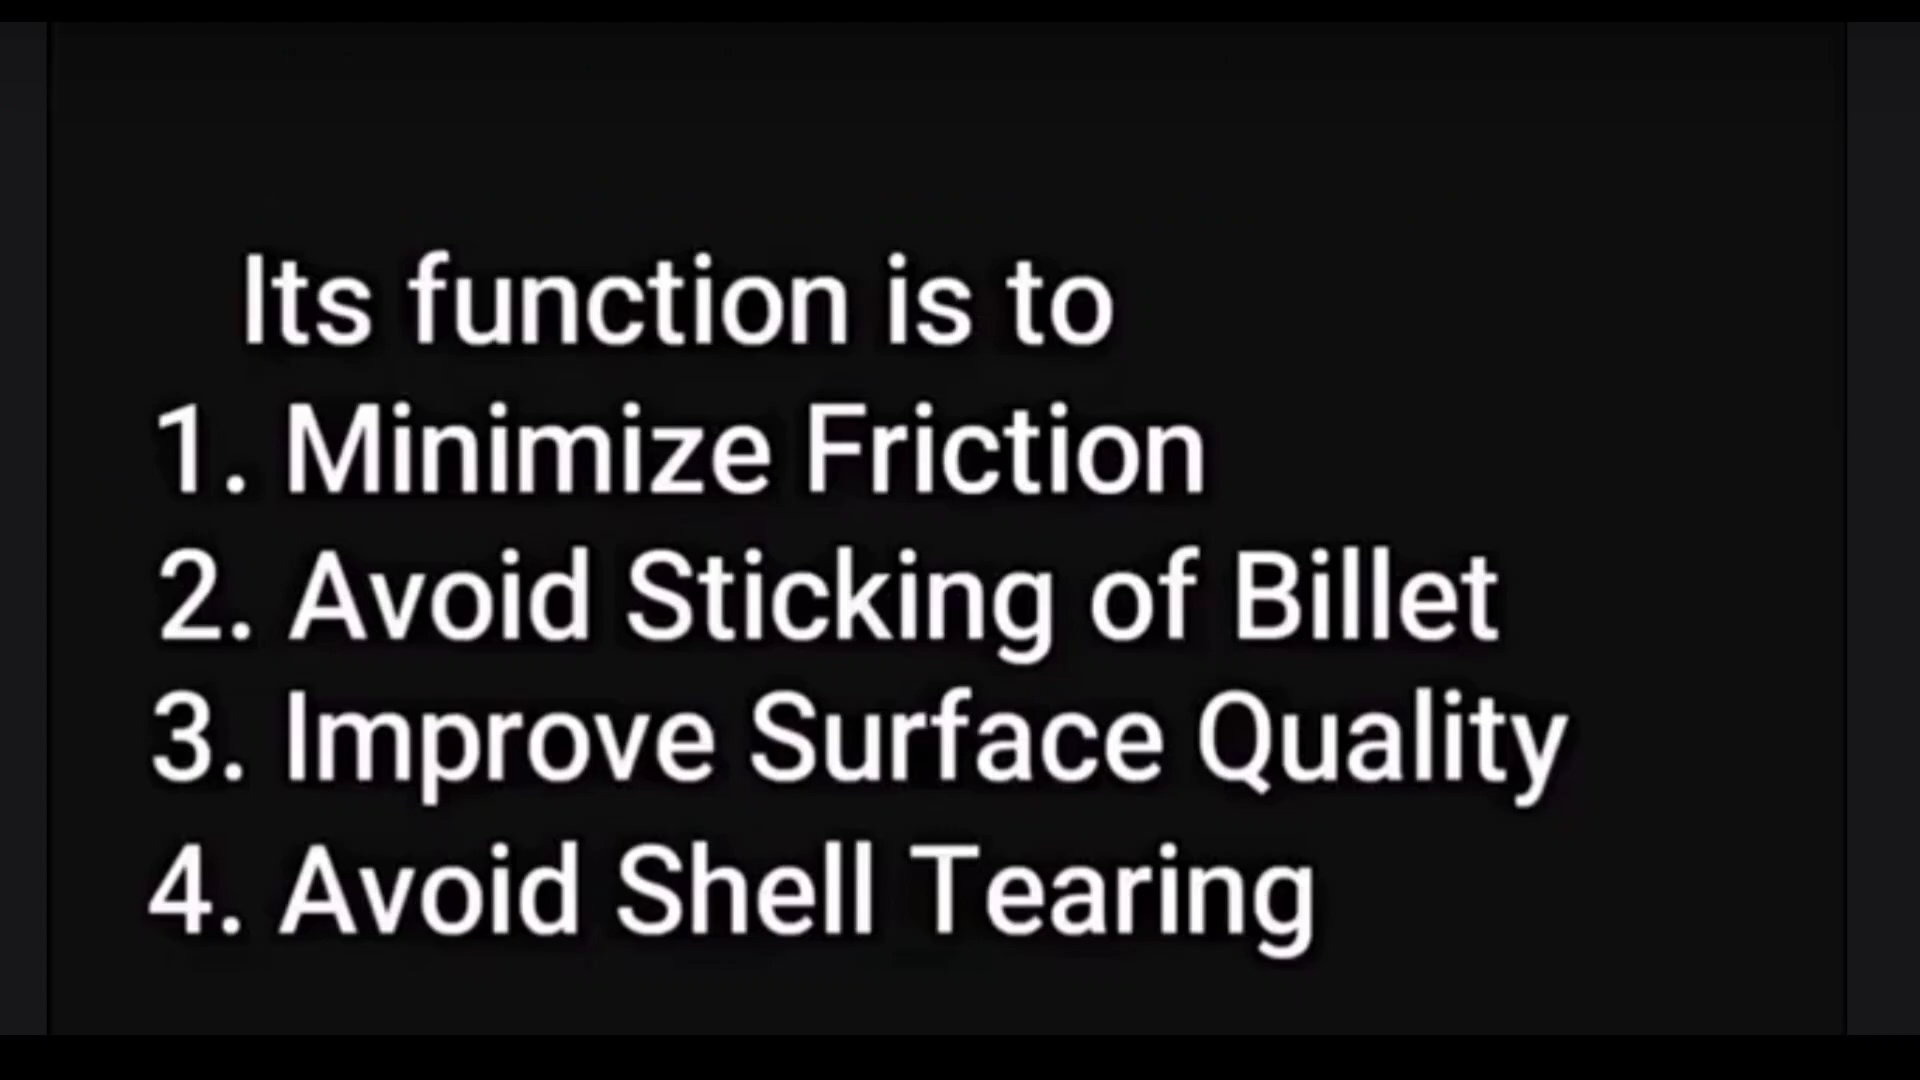 Its function is to
1. Minimize Friction
2. Avoid Sticking of Billet
3. Improve Surface Quality
4. Avoid Shell Tearing